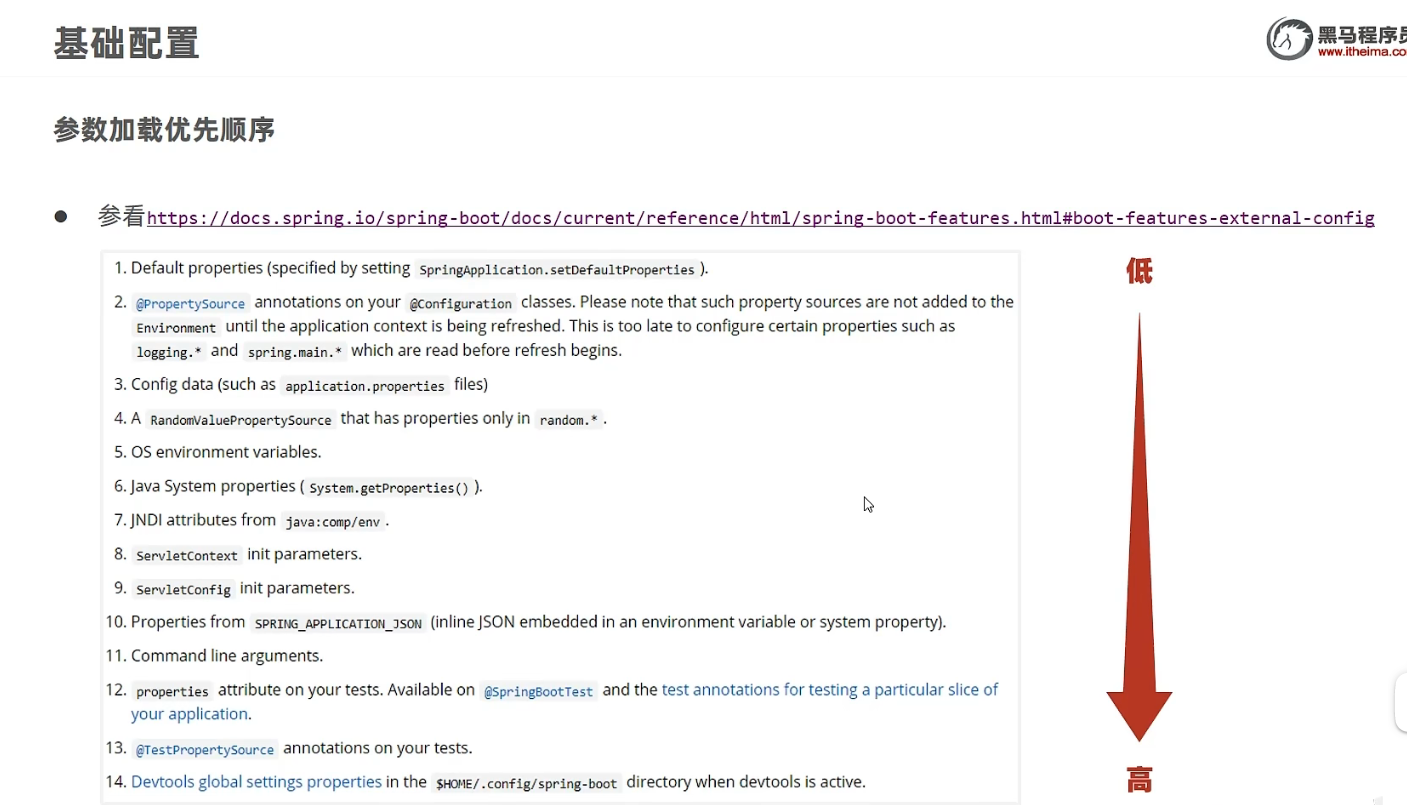 基础配置
黑马程序员
www.itheima.co
参数加载优先顺序
● 参看https://docs.spring.io/spring-boot/docs/current/reference/html/spring-boot-features.html#boot-features-external-config
1. Default properties (specified by setting SpringApplication.setDefaultProperties ).
低
2. @PropertySource annotations on your @Configuration classes. Please note that such property sources are not added to the
Environment until the application context is being refreshed. This is too late to configure certain properties such as
logging.* and spring.main.* which are read before refresh begins.
3. Config data (such as application.properties files)
4. A RandomValuePropertySource that has properties only in random.* .
5. OS environment variables.
6. Java System properties ( System.getProperties() ).
7. JNDI attributes from java:comp/env .
8. ServletContext init parameters.
9. ServletConfig init parameters.
10. Properties from SPRING_APPLICATION_JSON (inline JSON embedded in an environment variable or system property).
11. Command line arguments.
12. properties attribute on your tests. Available on @SpringBootTest and the test annotations for testing a particular slice of
your application.
13. @TestPropertySource annotations on your tests.
14. Devtools global settings properties in the $HOME/.config/spring-boot directory when devtools is active.
高